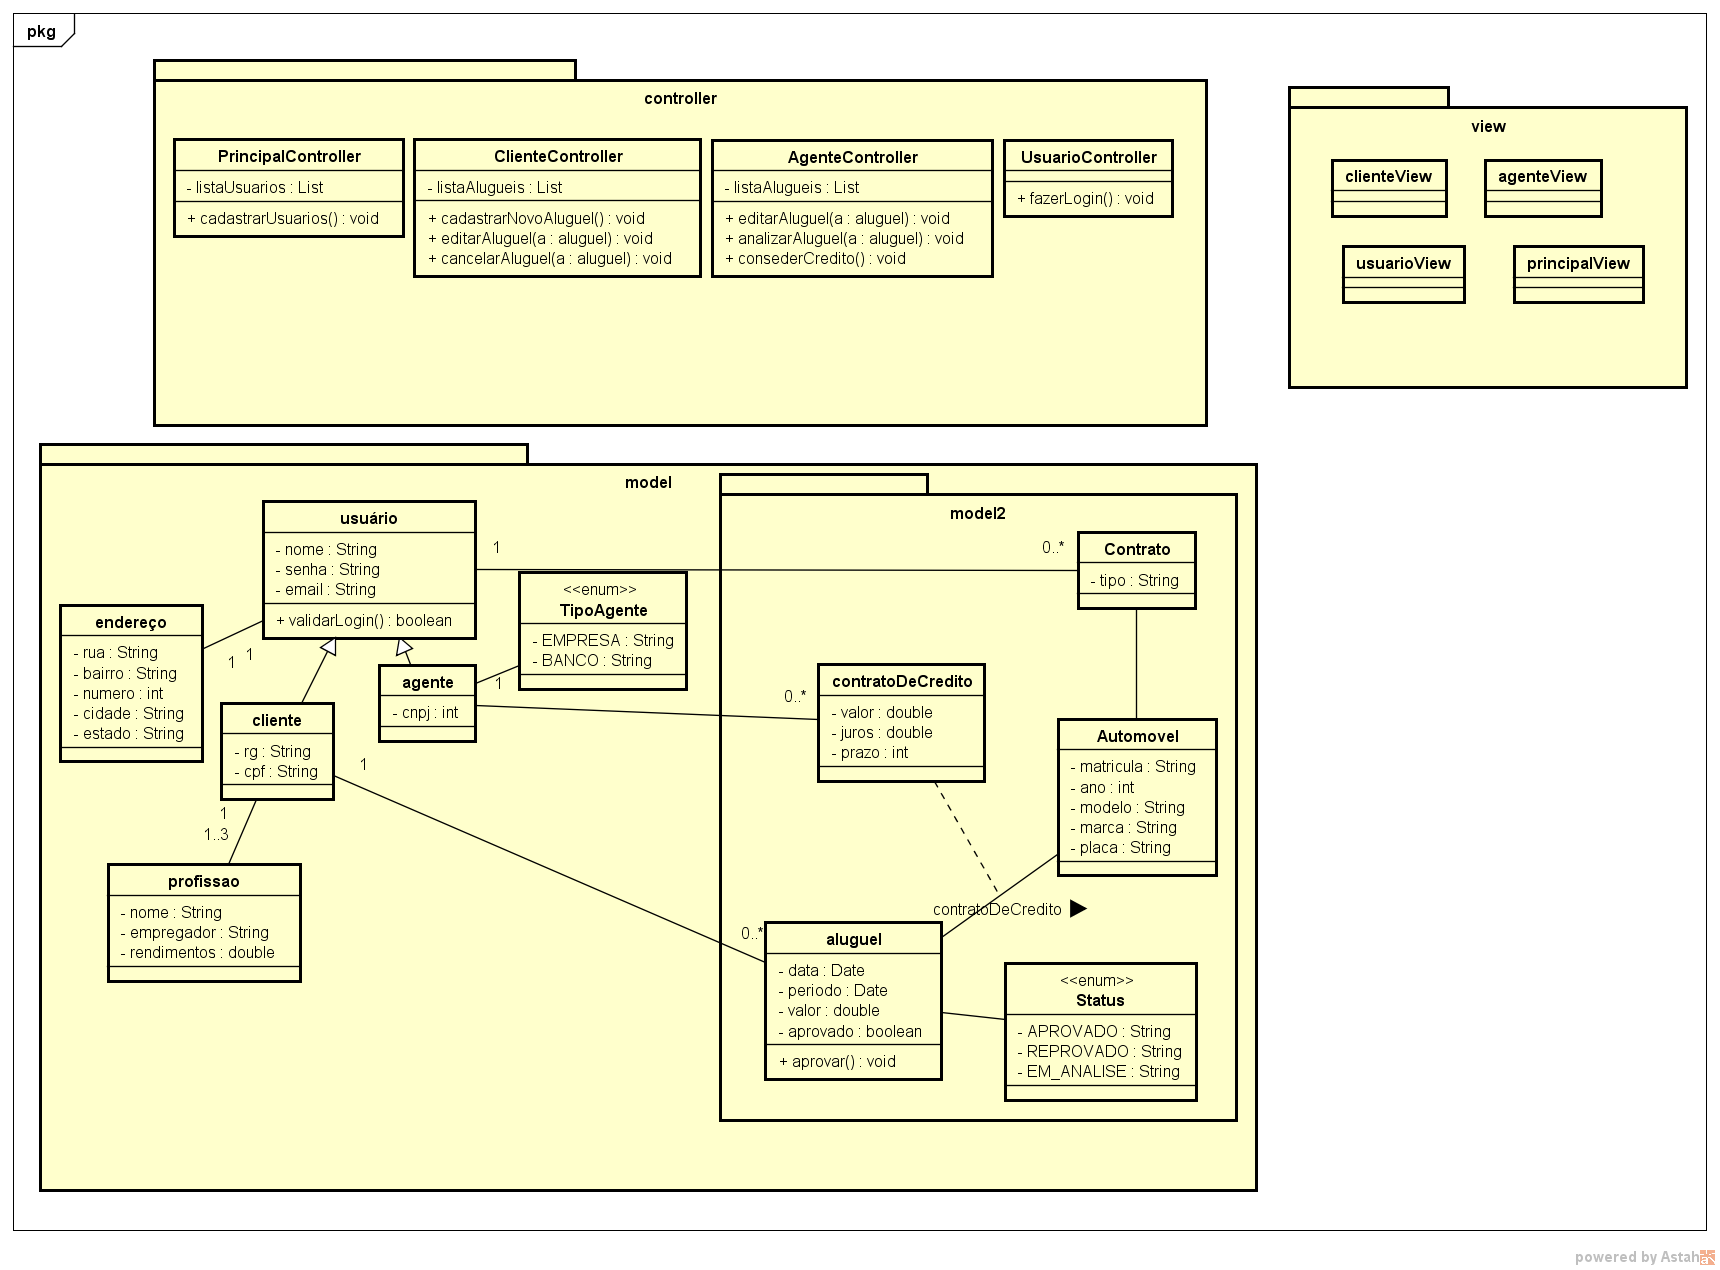 pkg
controller
PrincipalController
- listaUsuarios : List
+ cadastrarUsuarios() : void
ClienteController
- listaAlugueis : List
+ cadastrarNovoAluguel() : void
+ editarAluguel(a : aluguel) : void
+ cancelarAluguel(a : aluguel) : void
AgenteController
- listaAlugueis : List
+ editarAluguel(a : aluguel) : void
+ analizarAluguel(a : aluguel) : void
+ consederCredito() : void
UsuarioController
+ fazerLogin() : void
view
clienteView
agenteView
usuarioView
principalView
model
usuário
- nome : String
- senha : String
- email : String
+ validarLogin() : boolean
1
0..*
endereço
- rua : String
- bairro : String
- numero : int
- cidade : String
- estado : String
1
1
<<enum>>
TipoAgente
- EMPRESA : String
- BANCO : String
agente
- cnpj : int
1
0..*
cliente
- rg : String
- cpf : String
1
1
1..3
profissao
- nome : String
- empregador : String
- rendimentos : double
model2
Contrato
- tipo : String
contratoDeCredito
- valor : double
- juros : double
- prazo : int
Automovel
- matricula : String
- ano : int
- modelo : String
- marca : String
- placa : String
contratoDeCredito
0..*
aluguel
- data : Date
- periodo : Date
- valor : double
- aprovado : boolean
+ aprovar() : void
<<enum>>
Status
- APROVADO : String
- REPROVADO : String
- EM_ANALISE : String
powered by Astah